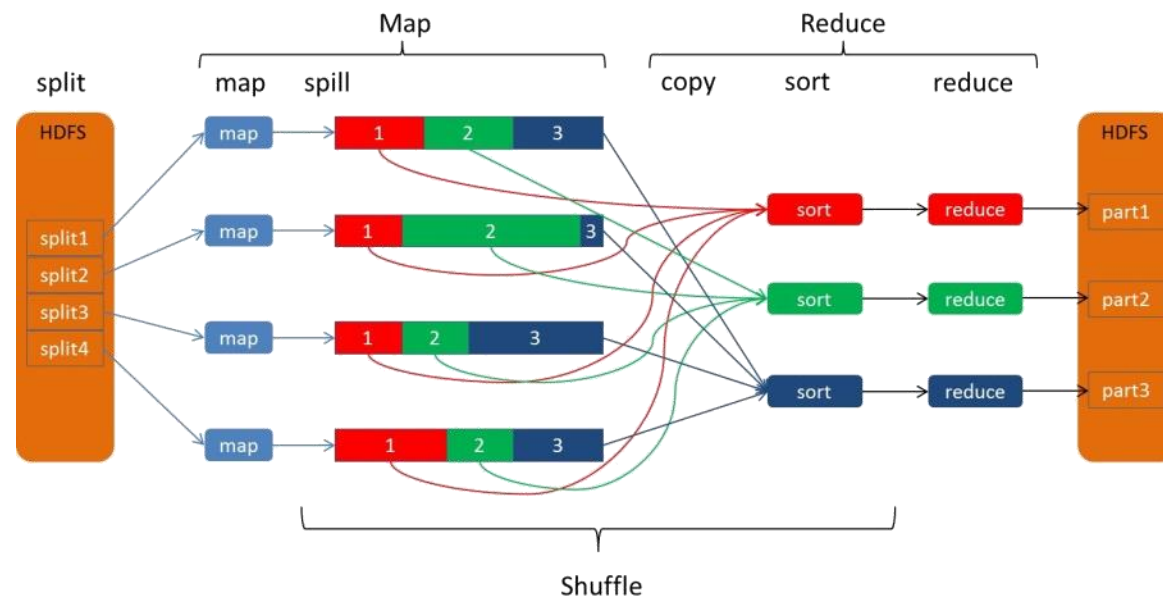 Map
Reduce
split
map
spill
copy
sort
reduce
HDFS
split1
split2
split3
split4
map
1 2 3
map
1 2 3
map
1 2 3
map
1 2 3
sort
reduce
sort
reduce
sort
reduce
HDFS
part1
part2
part3
Shuffle